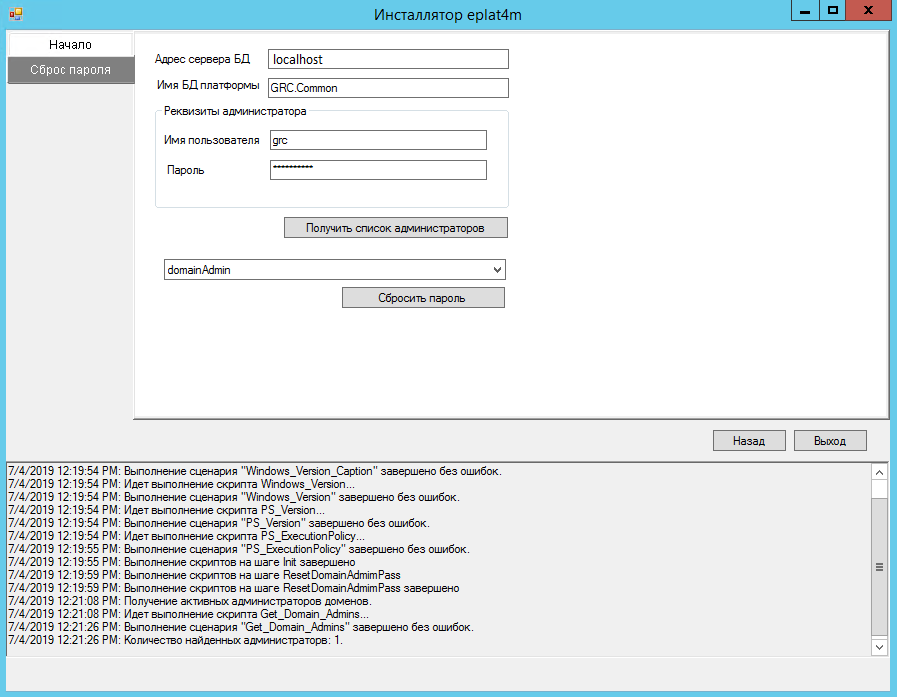 Инсталлятор eplat4m
Начало
Сброс пароля
Адрес сервера БД
localhost
Имя БД платформы
GRC.Common
Реквизиты администратора
Имя пользователя
grc
Пароль
**********
Получить список администраторов
domainAdmin
Сбросить пароль
Назад
Выход
7/4/2019 12:19:54 PM: Выполнение сценария "Windows_Version_Caption" завершено без ошибок.
7/4/2019 12:19:54 PM: Идет выполнение скрипта Windows_Version...
7/4/2019 12:19:54 PM: Выполнение сценария "Windows_Version" завершено без ошибок.
7/4/2019 12:19:54 PM: Идет выполнение скрипта PS_Version...
7/4/2019 12:19:54 PM: Выполнение сценария "PS_Version" завершено без ошибок.
7/4/2019 12:19:54 PM: Идет выполнение скрипта PS_ExecutionPolicy...
7/4/2019 12:19:55 PM: Выполнение сценария "PS_ExecutionPolicy" завершено без ошибок.
7/4/2019 12:19:55 PM: Выполнение скриптов на шаге Init завершено
7/4/2019 12:19:59 PM: Выполнение скриптов на шаге ResetDomainAdmimPass
7/4/2019 12:19:59 PM: Выполнение скриптов на шаге ResetDomainAdmimPass завершено
7/4/2019 12:21:08 PM: Получение активных администраторов доменов.
7/4/2019 12:21:08 PM: Идет выполнение скрипта Get_Domain_Admins...
7/4/2019 12:21:26 PM: Выполнение сценария "Get_Domain_Admins" завершено без ошибок.
7/4/2019 12:21:26 PM: Количество найденных администратрв: 1.